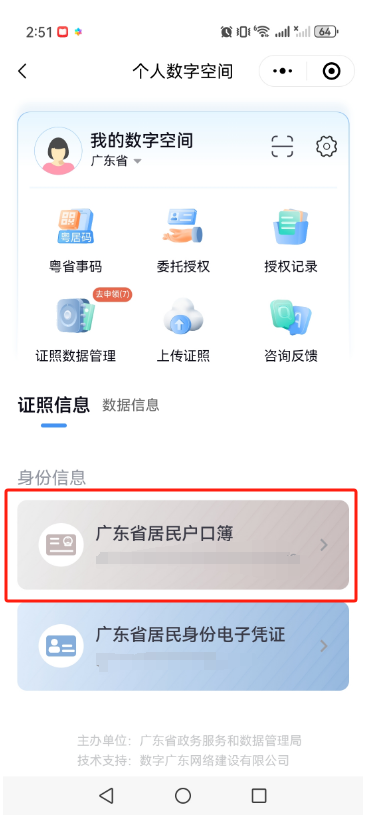 2:51
64
个人数字空间
我的数字空间
广东省
粤居码
粤省事码
委托授权
授权记录
去申领(7)
证照数据管理
上传证照
咨询反馈
证照信息 数据信息
身份信息
广东省居民户口簿
广东省居民身份电子凭证
主办单位：广东省政务服务和数据管理局
技术支持：数字广东网络建设有限公司